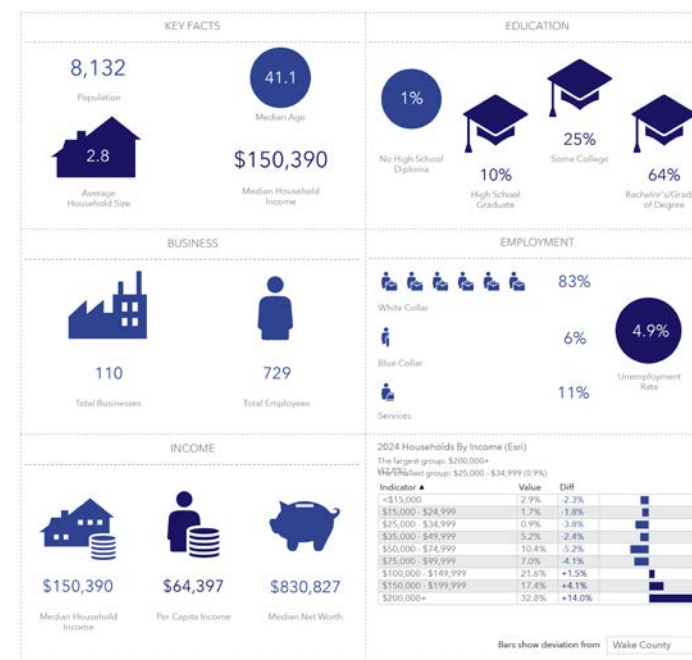 KEY FACTS
8,132
Population
41.1
Median Age
2.8
Average
Household Size
$150,390
Median Household
Income
EDUCATION
1%
No High School
Diploma
10%
High School
Graduate
25%
Some College
64%
Bachelor's/Grad
of Degree
BUSINESS
110
Total Businesses
729
Total Employees
EMPLOYMENT
83%
White Collar
6%
Blue Collar
11%
Services
4.9%
Unemployment
Rate
INCOME
$150,390
Median Household
Income
$64,397
Per Capita Income
$830,827
Median Net Worth
2024 Households By Income (Esri)
The largest group: $200,000+
The smallest group: $25,000 - $34,999 (0.9%)
Indicator ▲ Value Diff
<$15,000 2.9% -2.3%
$15,000 - $24,999 1.7% -1.8%
$25,000 - $34,999 0.9% -3.8%
$35,000 - $49,999 5.2% -2.4%
$50,000 - $74,999 10.4% -5.2%
$75,000 - $99,999 7.0% -4.1%
$100,000 - $149,999 21.6% +1.5%
$150,000 - $199,999 17.4% +4.1%
$200,000+ 32.8% +14.0%
Bars show deviation from Wake County